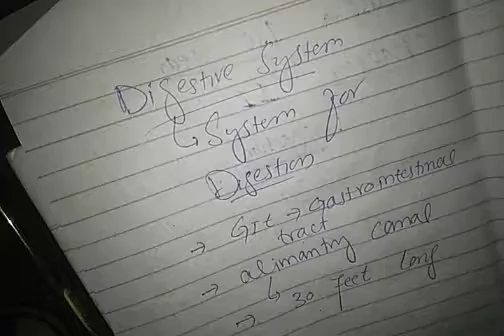 Digestive System
↳ System for
Digestion
→ GIt → Gastrointestinal
tract
→ alimantry canal
↳ 30 feet long
→